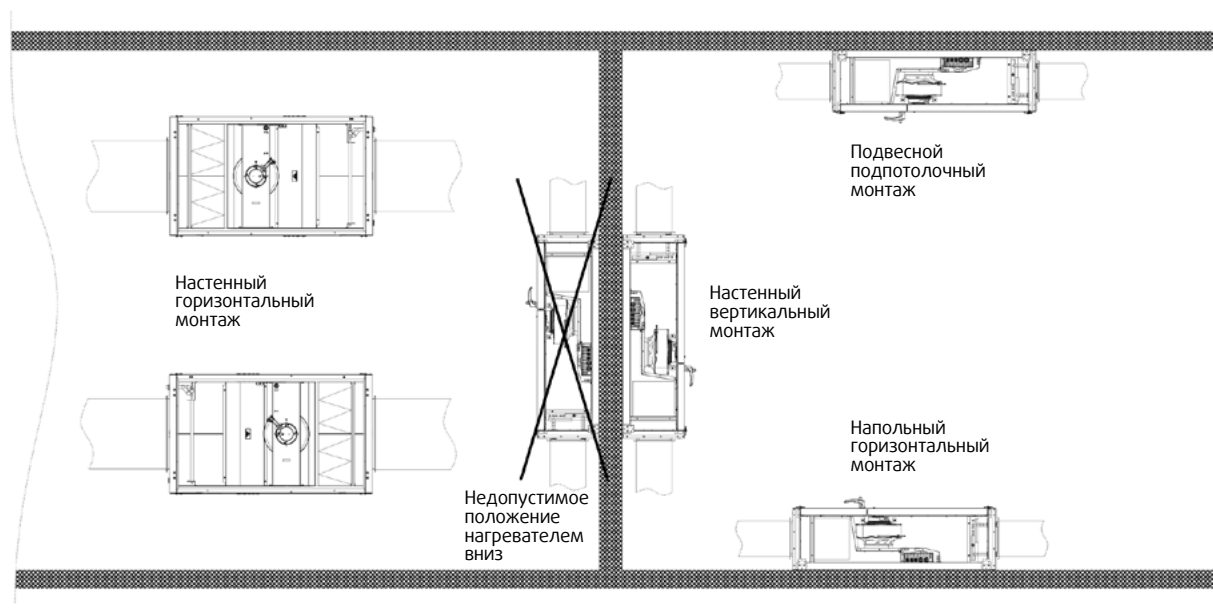 Подвесной
подпотолочный
монтаж
Настенный
горизонтальный
монтаж
Настенный
вертикальный
монтаж
Напольный
горизонтальный
монтаж
Недопустимое
положение
нагревателем
вниз